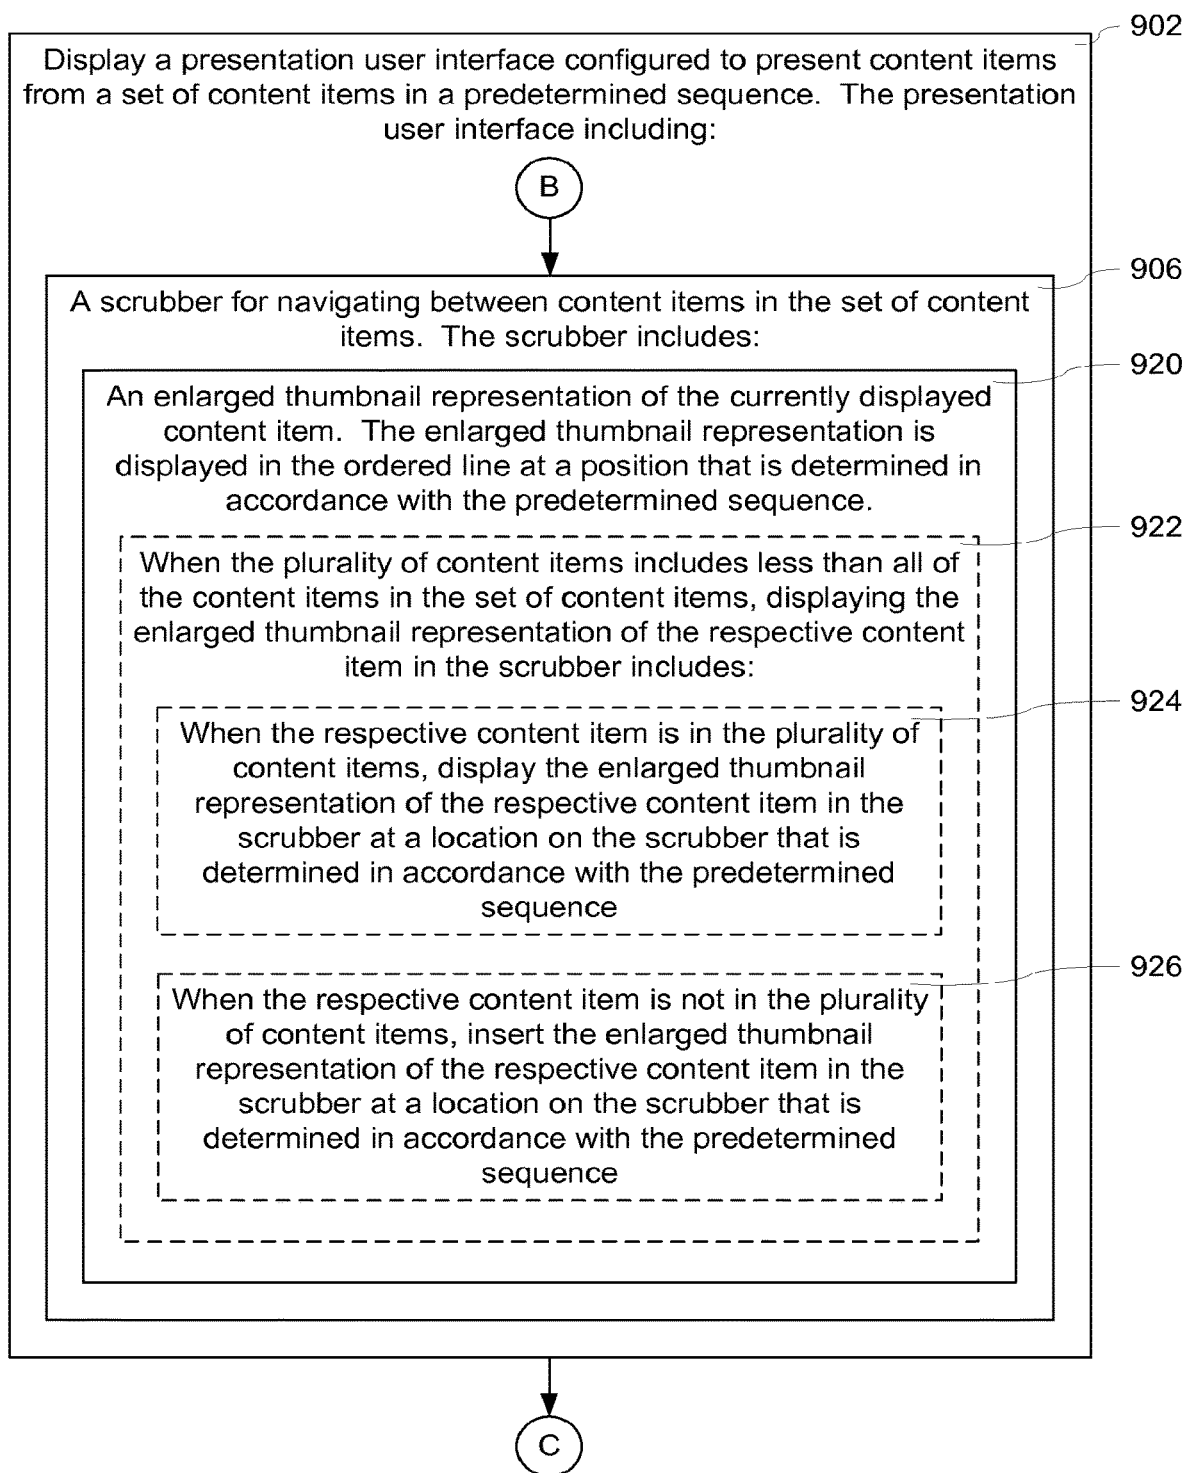 902
Display a presentation user interface configured to present content items
from a set of content items in a predetermined sequence. The presentation
user interface including:
B
906
A scrubber for navigating between content items in the set of content
items. The scrubber includes:
920
An enlarged thumbnail representation of the currently displayed
content item. The enlarged thumbnail representation is
displayed in the ordered line at a position that is determined in
accordance with the predetermined sequence.
922
When the plurality of content items includes less than all of
the content items in the set of content items, displaying the
enlarged thumbnail representation of the respective content
item in the scrubber includes:
924
When the respective content item is in the plurality of
content items, display the enlarged thumbnail
representation of the respective content item in the
scrubber at a location on the scrubber that is
determined in accordance with the predetermined
sequence
926
When the respective content item is not in the plurality
of content items, insert the enlarged thumbnail
representation of the respective content item in the
scrubber at a location on the scrubber that is
determined in accordance with the predetermined
sequence
C